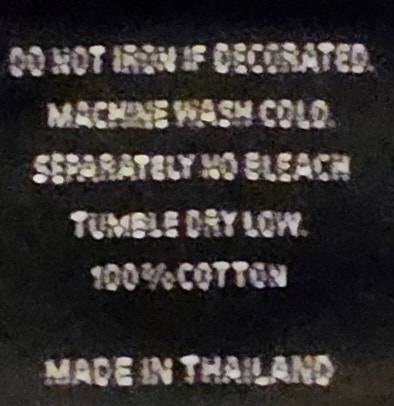 DO NOT IRON IF DECORATED.
MACHINE WASH COLD.
SEPARATELY NO BLEACH
TUMBLE DRY LOW.
100%COTTON
MADE IN THAILAND